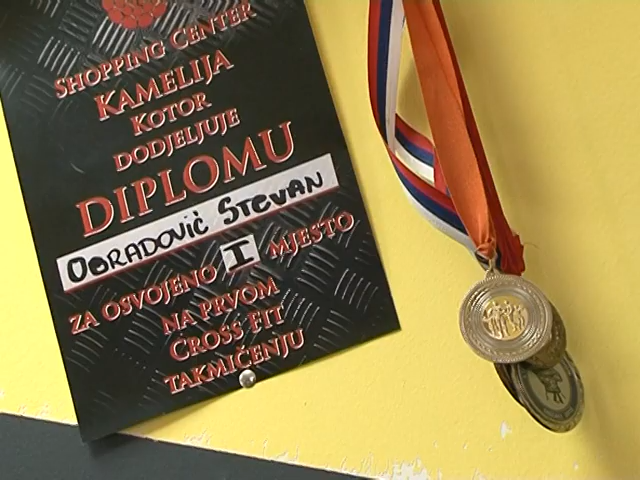 SHOPPING CENTER
KAMELIJA
KOTOR
DODJELJUJE
DIPLOMU
OBRADOVIĆ STEVAN
ZA OSVOJENO I MJESTO
NA PRVOM
CROSS FIT
TAKMIČENJU